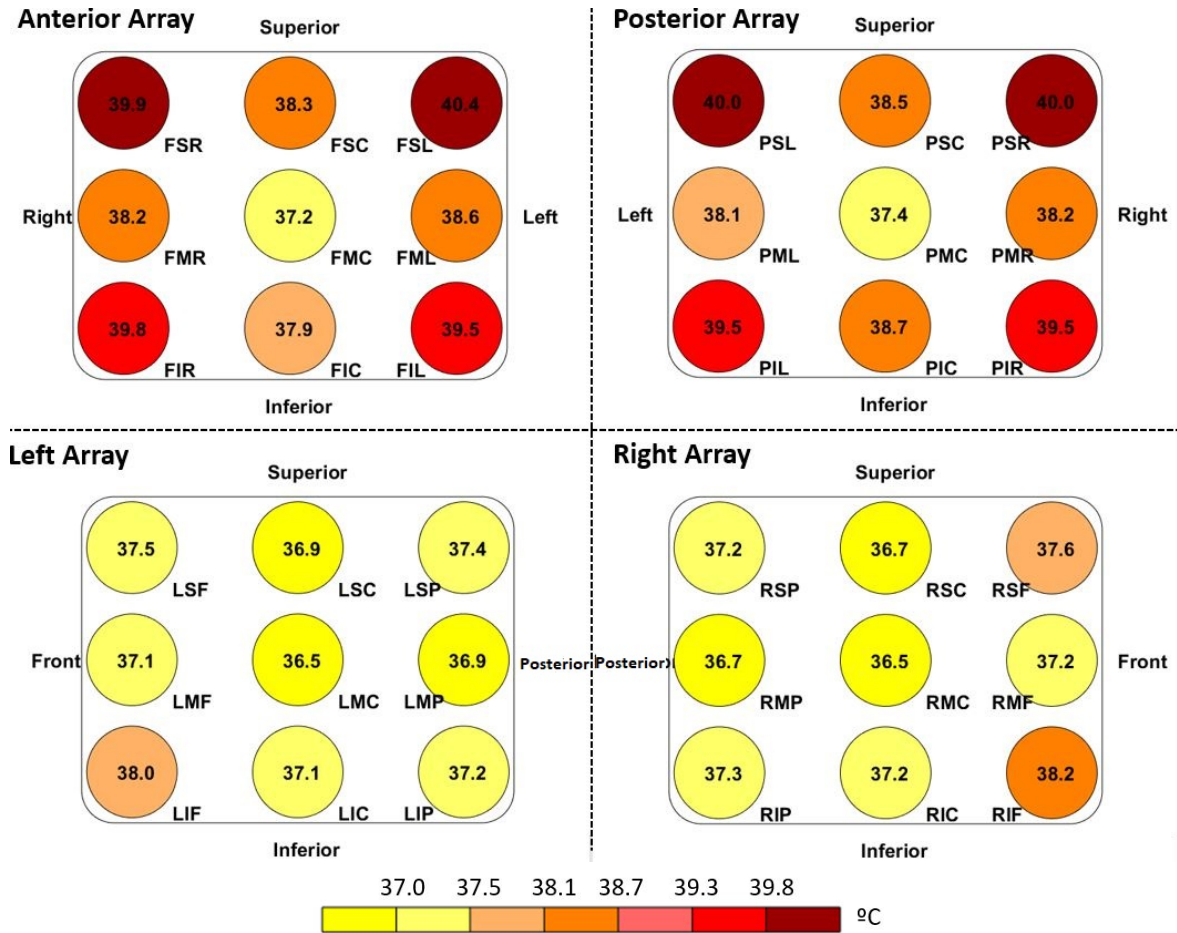 Anterior Array
Superior
39.9 38.3 40.4
FSR FSC FSL
Right 38.2 37.2 38.6 Left
FMR FMC FML
39.8 37.9 39.5
FIR FIC FIL
Inferior
Posterior Array
Superior
40.0 38.5 40.0
PSL PSC PSR
Left 38.1 37.4 38.2 Right
PML PMC PMR
39.5 38.7 39.5
PIL PIC PIR
Inferior
Left Array
Superior
37.5 36.9 37.4
LSF LSC LSP
Front 37.1 36.5 36.9 Posterior
LMF LMC LMP
38.0 37.1 37.2
LIF LIC LIP
Inferior
Right Array
Superior
37.2 36.7 37.6
RSP RSC RSF
Posterior 36.7 36.5 37.2 Front
RMP RMC RMF
37.3 37.2 38.2
RIP RIC RIF
Inferior
37.0 37.5 38.1 38.7 39.3 39.8
ºC